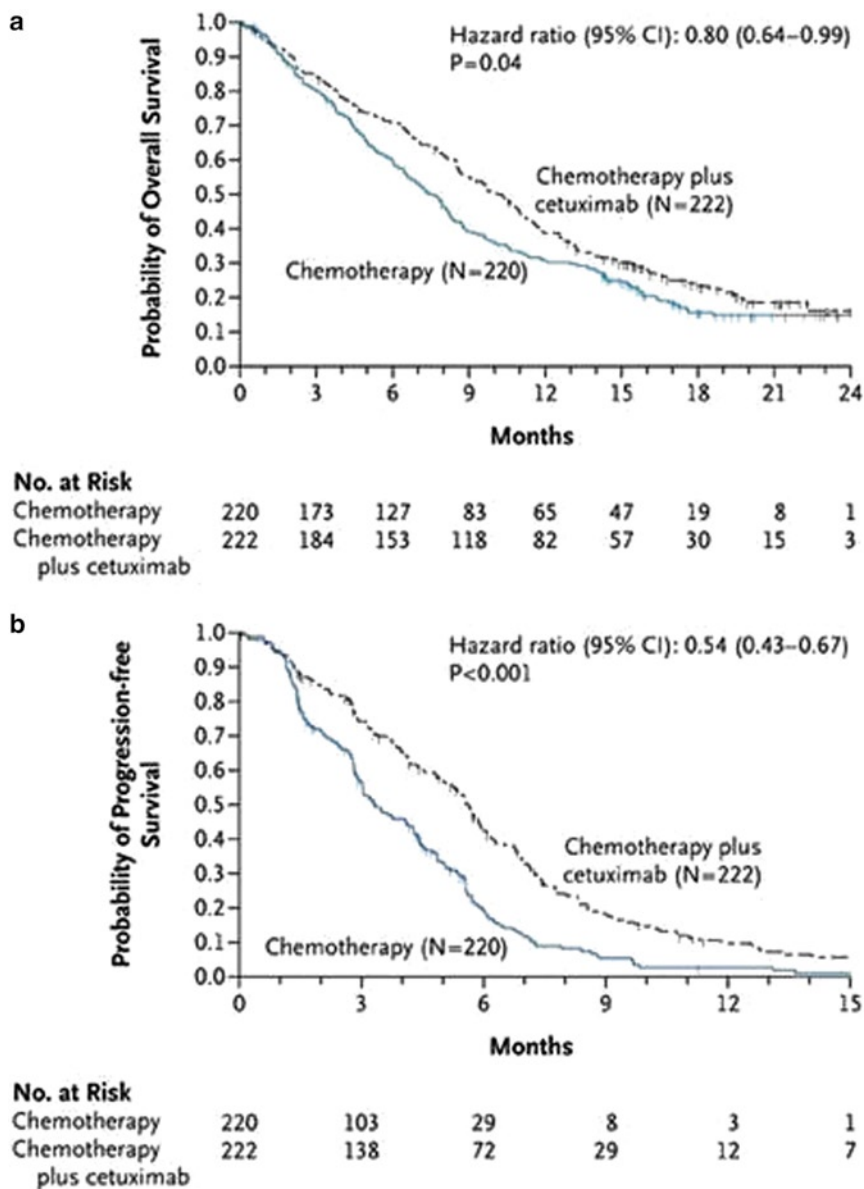 a
Probability of Overall Survival
1.0
0.9
0.8
0.7
0.6
0.5
0.4
0.3
0.2
0.1
0.0
Hazard ratio (95% CI): 0.80 (0.64–0.99)
P=0.04
Chemotherapy plus
cetuximab (N=222)
Chemotherapy (N=220)
0 3 6 9 12 15 18 21 24
Months
No. at Risk
Chemotherapy 220 173 127 83 65 47 19 8 1
Chemotherapy 222 184 153 118 82 57 30 15 3
plus cetuximab
b
Probability of Progression-free
Survival
1.0
0.9
0.8
0.7
0.6
0.5
0.4
0.3
0.2
0.1
0.0
Hazard ratio (95% CI): 0.54 (0.43–0.67)
P<0.001
Chemotherapy plus
cetuximab (N=222)
Chemotherapy (N=220)
0 3 6 9 12 15
Months
No. at Risk
Chemotherapy 220 103 29 8 3 1
Chemotherapy 222 138 72 29 12 7
plus cetuximab